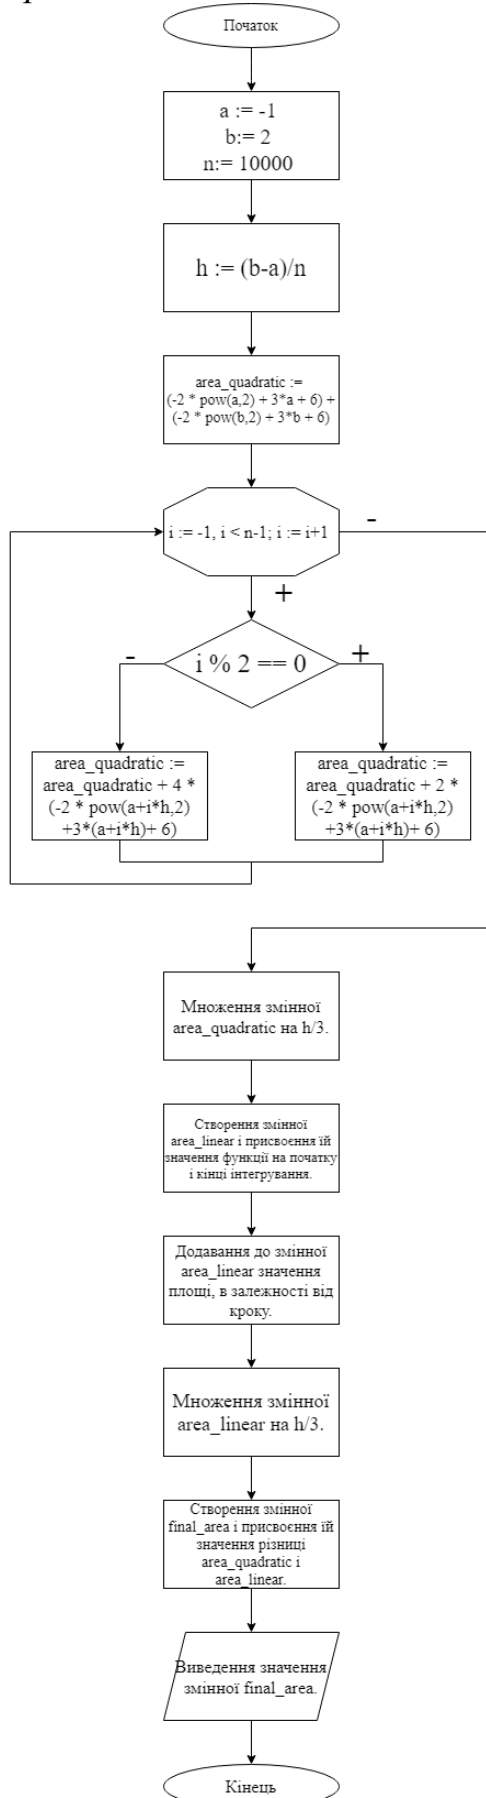 Початок
a := -1
b:= 2
n:= 10000
h := (b-a)/n
area_quadratic :=
(-2 * pow(a,2) + 3*a + 6) +
(-2 * pow(b,2) + 3*b + 6)
i := -1, i < n-1; i := i+1
-
+
i % 2 == 0
-
+
area_quadratic :=
area_quadratic + 4 *
(-2 * pow(a+i*h,2)
+3*(a+i*h)+ 6)
area_quadratic :=
area_quadratic + 2 *
(-2 * pow(a+i*h,2)
+3*(a+i*h)+ 6)
Множення змінної
area_quadratic на h/3.
Створення змінної
area_linear і присвоєння їй
значення функції на початку
і кінці інтегрування.
Додавання до змінної
area_linear значення
площі, в залежності від
кроку.
Множення змінної
area_linear на h/3.
Створення змінної
final_area і присвоєння їй
значення різниці
area_quadratic і
area_linear.
Виведення значення
змінної final_area.
Кінець